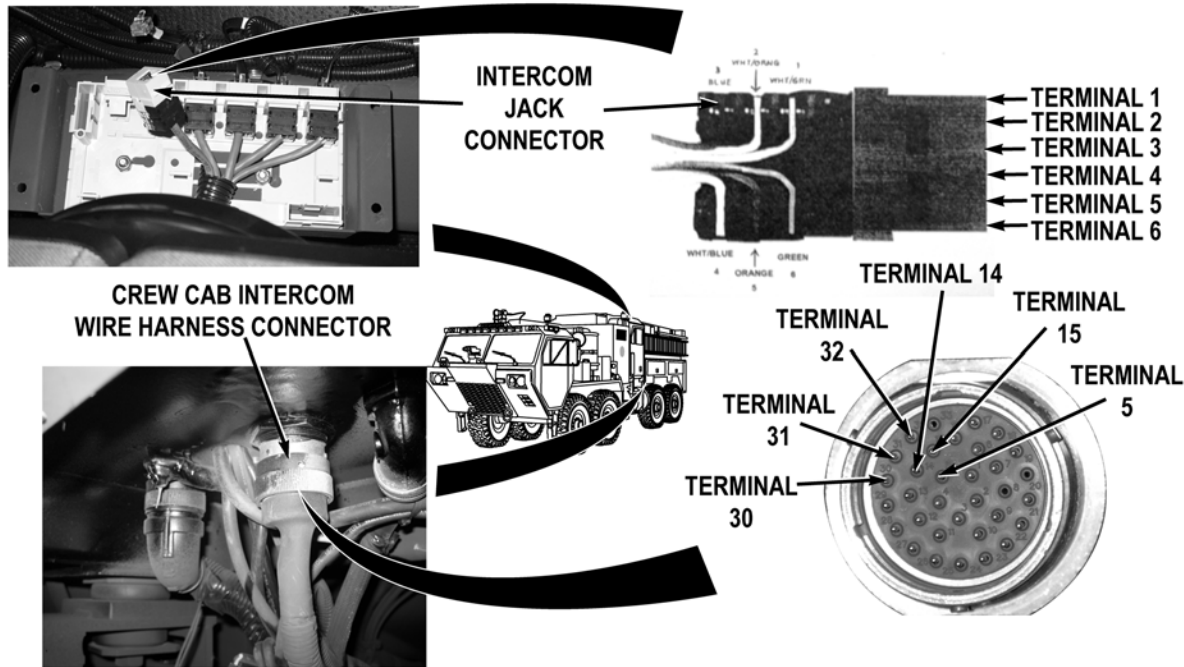 INTERCOM
JACK
CONNECTOR
2
WHT/ORNG
3
BLUE
1
WHT/GRN
TERMINAL 1
TERMINAL 2
TERMINAL 3
TERMINAL 4
TERMINAL 5
TERMINAL 6
WHT/BLUE
4
ORANGE
5
GREEN
6
CREW CAB INTERCOM
WIRE HARNESS CONNECTOR
TERMINAL 14
TERMINAL
15
TERMINAL
32
TERMINAL
5
TERMINAL
31
TERMINAL
30